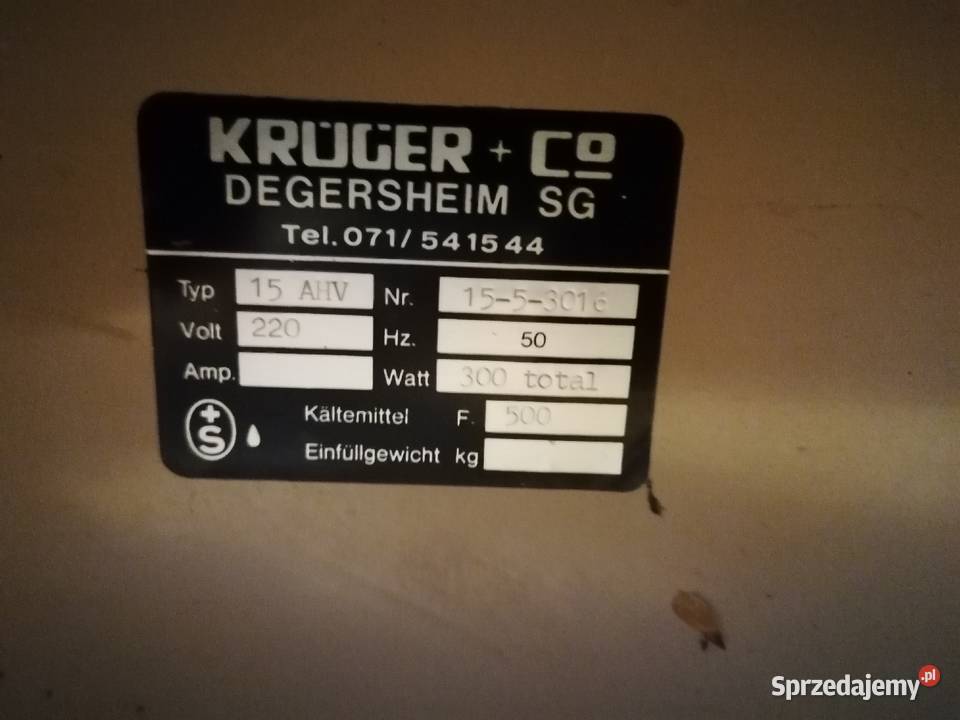 KRÜGER + Co
DEGERSHEIM SG
Tel. 071/ 541544
Typ 15 AHV Nr. 15-5-3016
Volt 220 Hz. 50
Amp. Watt 300 total
Kältemittel F. 500
+S Einfüllgewicht kg
Sprzedajemy.pl